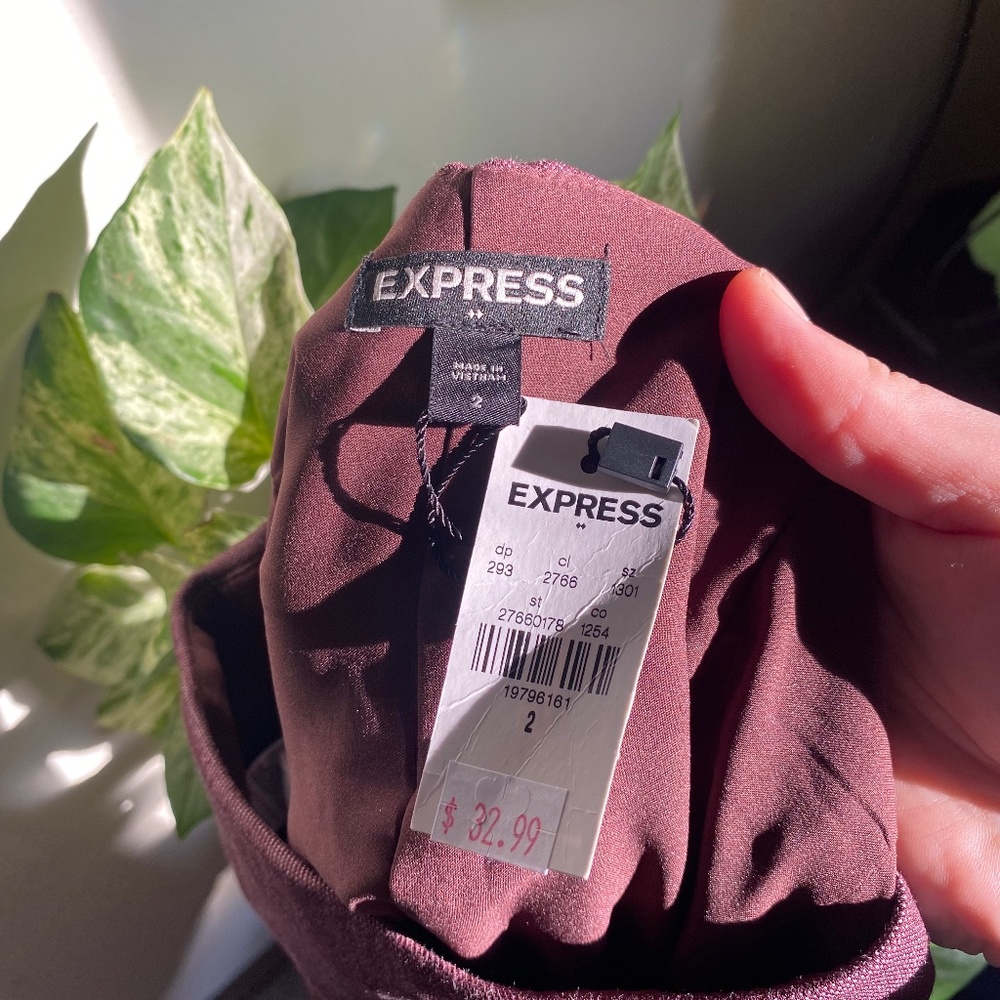 EXPRESS
MADE IN
VIETNAM
2
EXPRESS
dp cl sz
293 2766 1301
st co
27660178 1254
19796161
2
$ 32.99